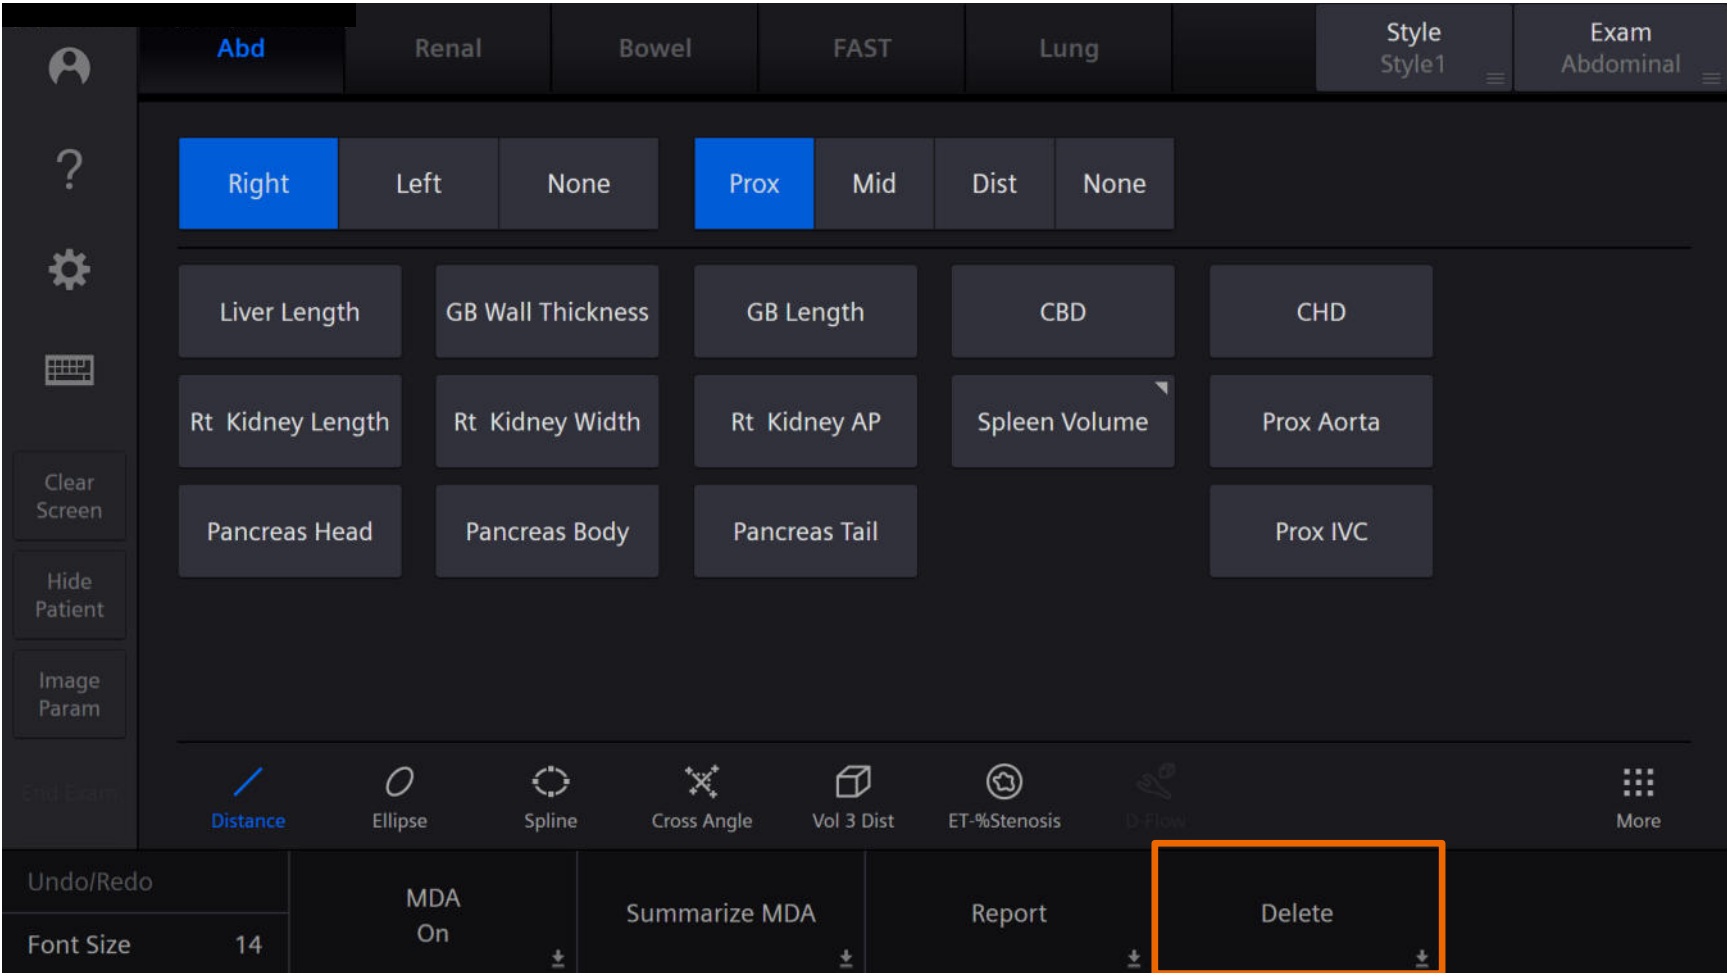 Abd Renal Bowel FAST Lung Style Exam
Style1 Abdominal
Right Left None Prox Mid Dist None
Liver Length GB Wall Thickness GB Length CBD CHD
Rt Kidney Length Rt Kidney Width Rt Kidney AP Spleen Volume Prox Aorta
Clear
Screen
Pancreas Head Pancreas Body Pancreas Tail Prox IVC
Hide
Patient
Image
Param
End Exam
Distance Ellipse Spline Cross Angle Vol 3 Dist ET-%Stenosis D-Flow More
Undo/Redo
MDA
On
Summarize MDA Report Delete
Font Size 14